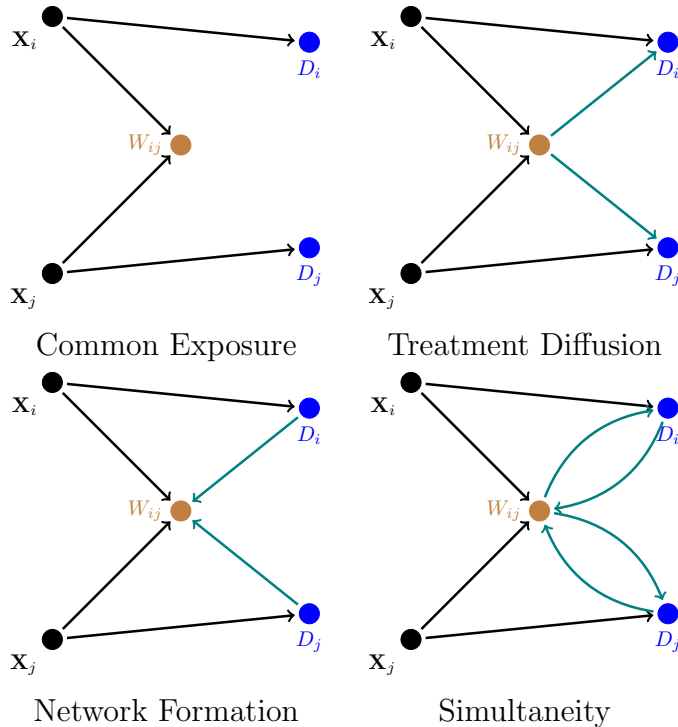 X_i
D_i
W_ij
D_j
X_j
Common Exposure
X_i
D_i
W_ij
D_j
X_j
Treatment Diffusion
X_i
D_i
W_ij
D_j
X_j
Network Formation
X_i
D_i
W_ij
D_j
X_j
Simultaneity